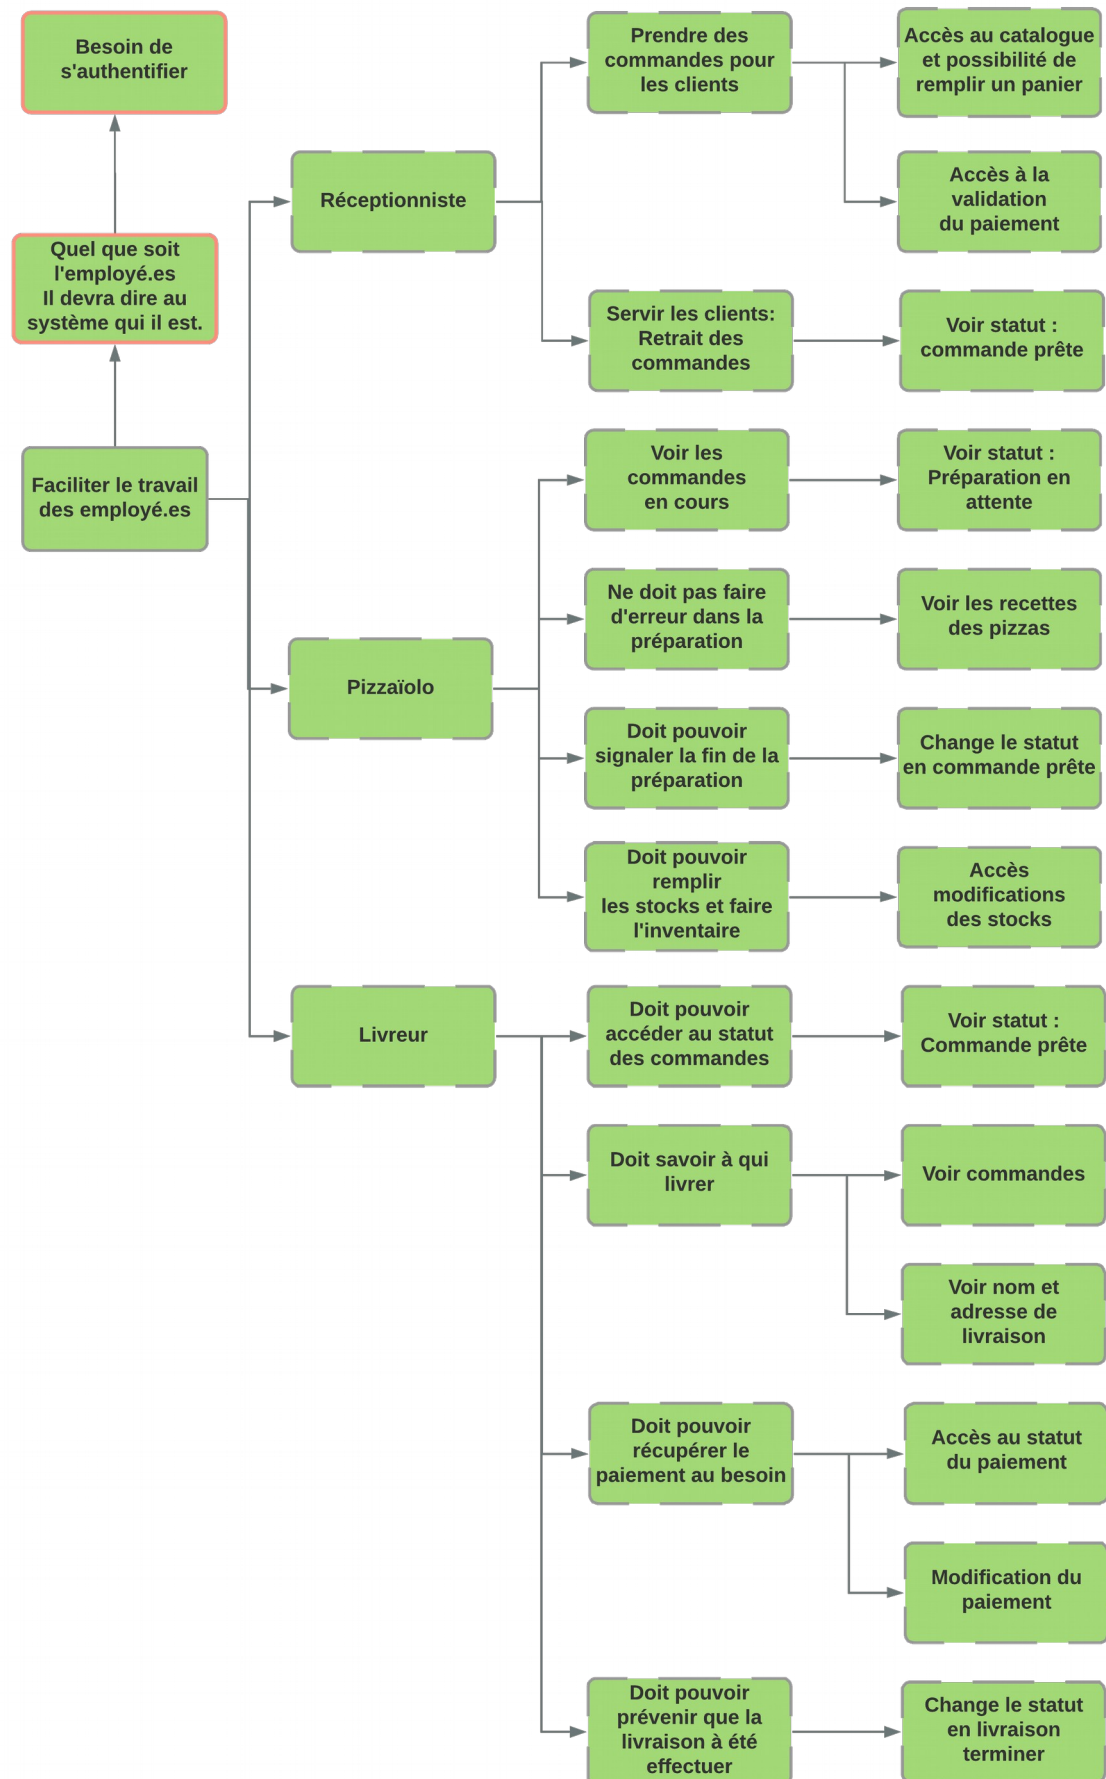 Besoin de
s'authentifier
Quel que soit
l'employé.es
Il devra dire au
système qui il est.
Faciliter le travail
des employé.es
Réceptionniste
Prendre des
commandes pour
les clients
Accès au catalogue
et possibilité de
remplir un panier
Accès à la
validation
du paiement
Servir les clients:
Retrait des
commandes
Voir statut :
commande prête
Pizzaïolo
Voir les
commandes
en cours
Voir statut :
Préparation en
attente
Ne doit pas faire
d'erreur dans la
préparation
Voir les recettes
des pizzas
Doit pouvoir
signaler la fin de la
préparation
Change le statut
en commande prête
Doit pouvoir
remplir
les stocks et faire
l'inventaire
Accès
modifications
des stocks
Livreur
Doit pouvoir
accéder au statut
des commandes
Voir statut :
Commande prête
Doit savoir à qui
livrer
Voir commandes
Voir nom et
adresse de
livraison
Doit pouvoir
récupérer le
paiement au besoin
Accès au statut
du paiement
Modification du
paiement
Doit pouvoir
prévenir que la
livraison à été
effectuer
Change le statut
en livraison
terminer